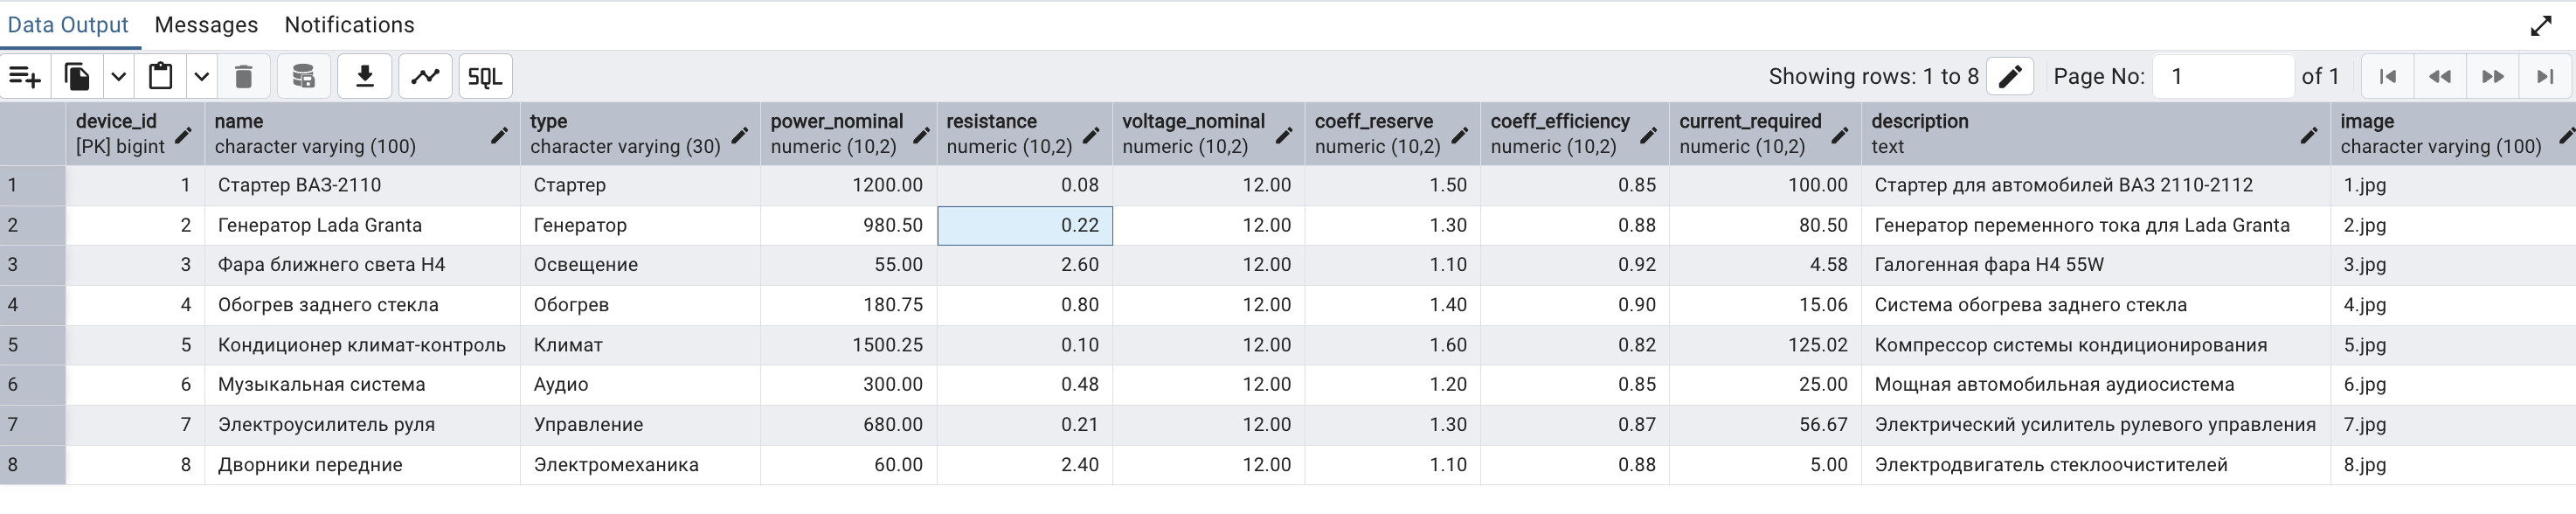 Data Output Messages Notifications
SQL Showing rows: 1 to 8 Page No: 1 of 1
device_id name type power_nominal resistance voltage_nominal coeff_reserve coeff_efficiency current_required description image
[PK] bigint character varying (100) character varying (30) numeric (10,2) numeric (10,2) numeric (10,2) numeric (10,2) numeric (10,2) numeric (10,2) text character varying (100)
1 1 Стартер ВАЗ-2110 Стартер 1200.00 0.08 12.00 1.50 0.85 100.00 Стартер для автомобилей ВАЗ 2110-2112 1.jpg
2 2 Генератор Lada Granta Генератор 980.50 0.22 12.00 1.30 0.88 80.50 Генератор переменного тока для Lada Granta 2.jpg
3 3 Фара ближнего света H4 Освещение 55.00 2.60 12.00 1.10 0.92 4.58 Галогенная фара H4 55W 3.jpg
4 4 Обогрев заднего стекла Обогрев 180.75 0.80 12.00 1.40 0.90 15.06 Система обогрева заднего стекла 4.jpg
5 5 Кондиционер климат-контроль Климат 1500.25 0.10 12.00 1.60 0.82 125.02 Компрессор системы кондиционирования 5.jpg
6 6 Музыкальная система Аудио 300.00 0.48 12.00 1.20 0.85 25.00 Мощная автомобильная аудиосистема 6.jpg
7 7 Электроусилитель руля Управление 680.00 0.21 12.00 1.30 0.87 56.67 Электрический усилитель рулевого управления 7.jpg
8 8 Дворники передние Электромеханика 60.00 2.40 12.00 1.10 0.88 5.00 Электродвигатель стеклоочистителей 8.jpg